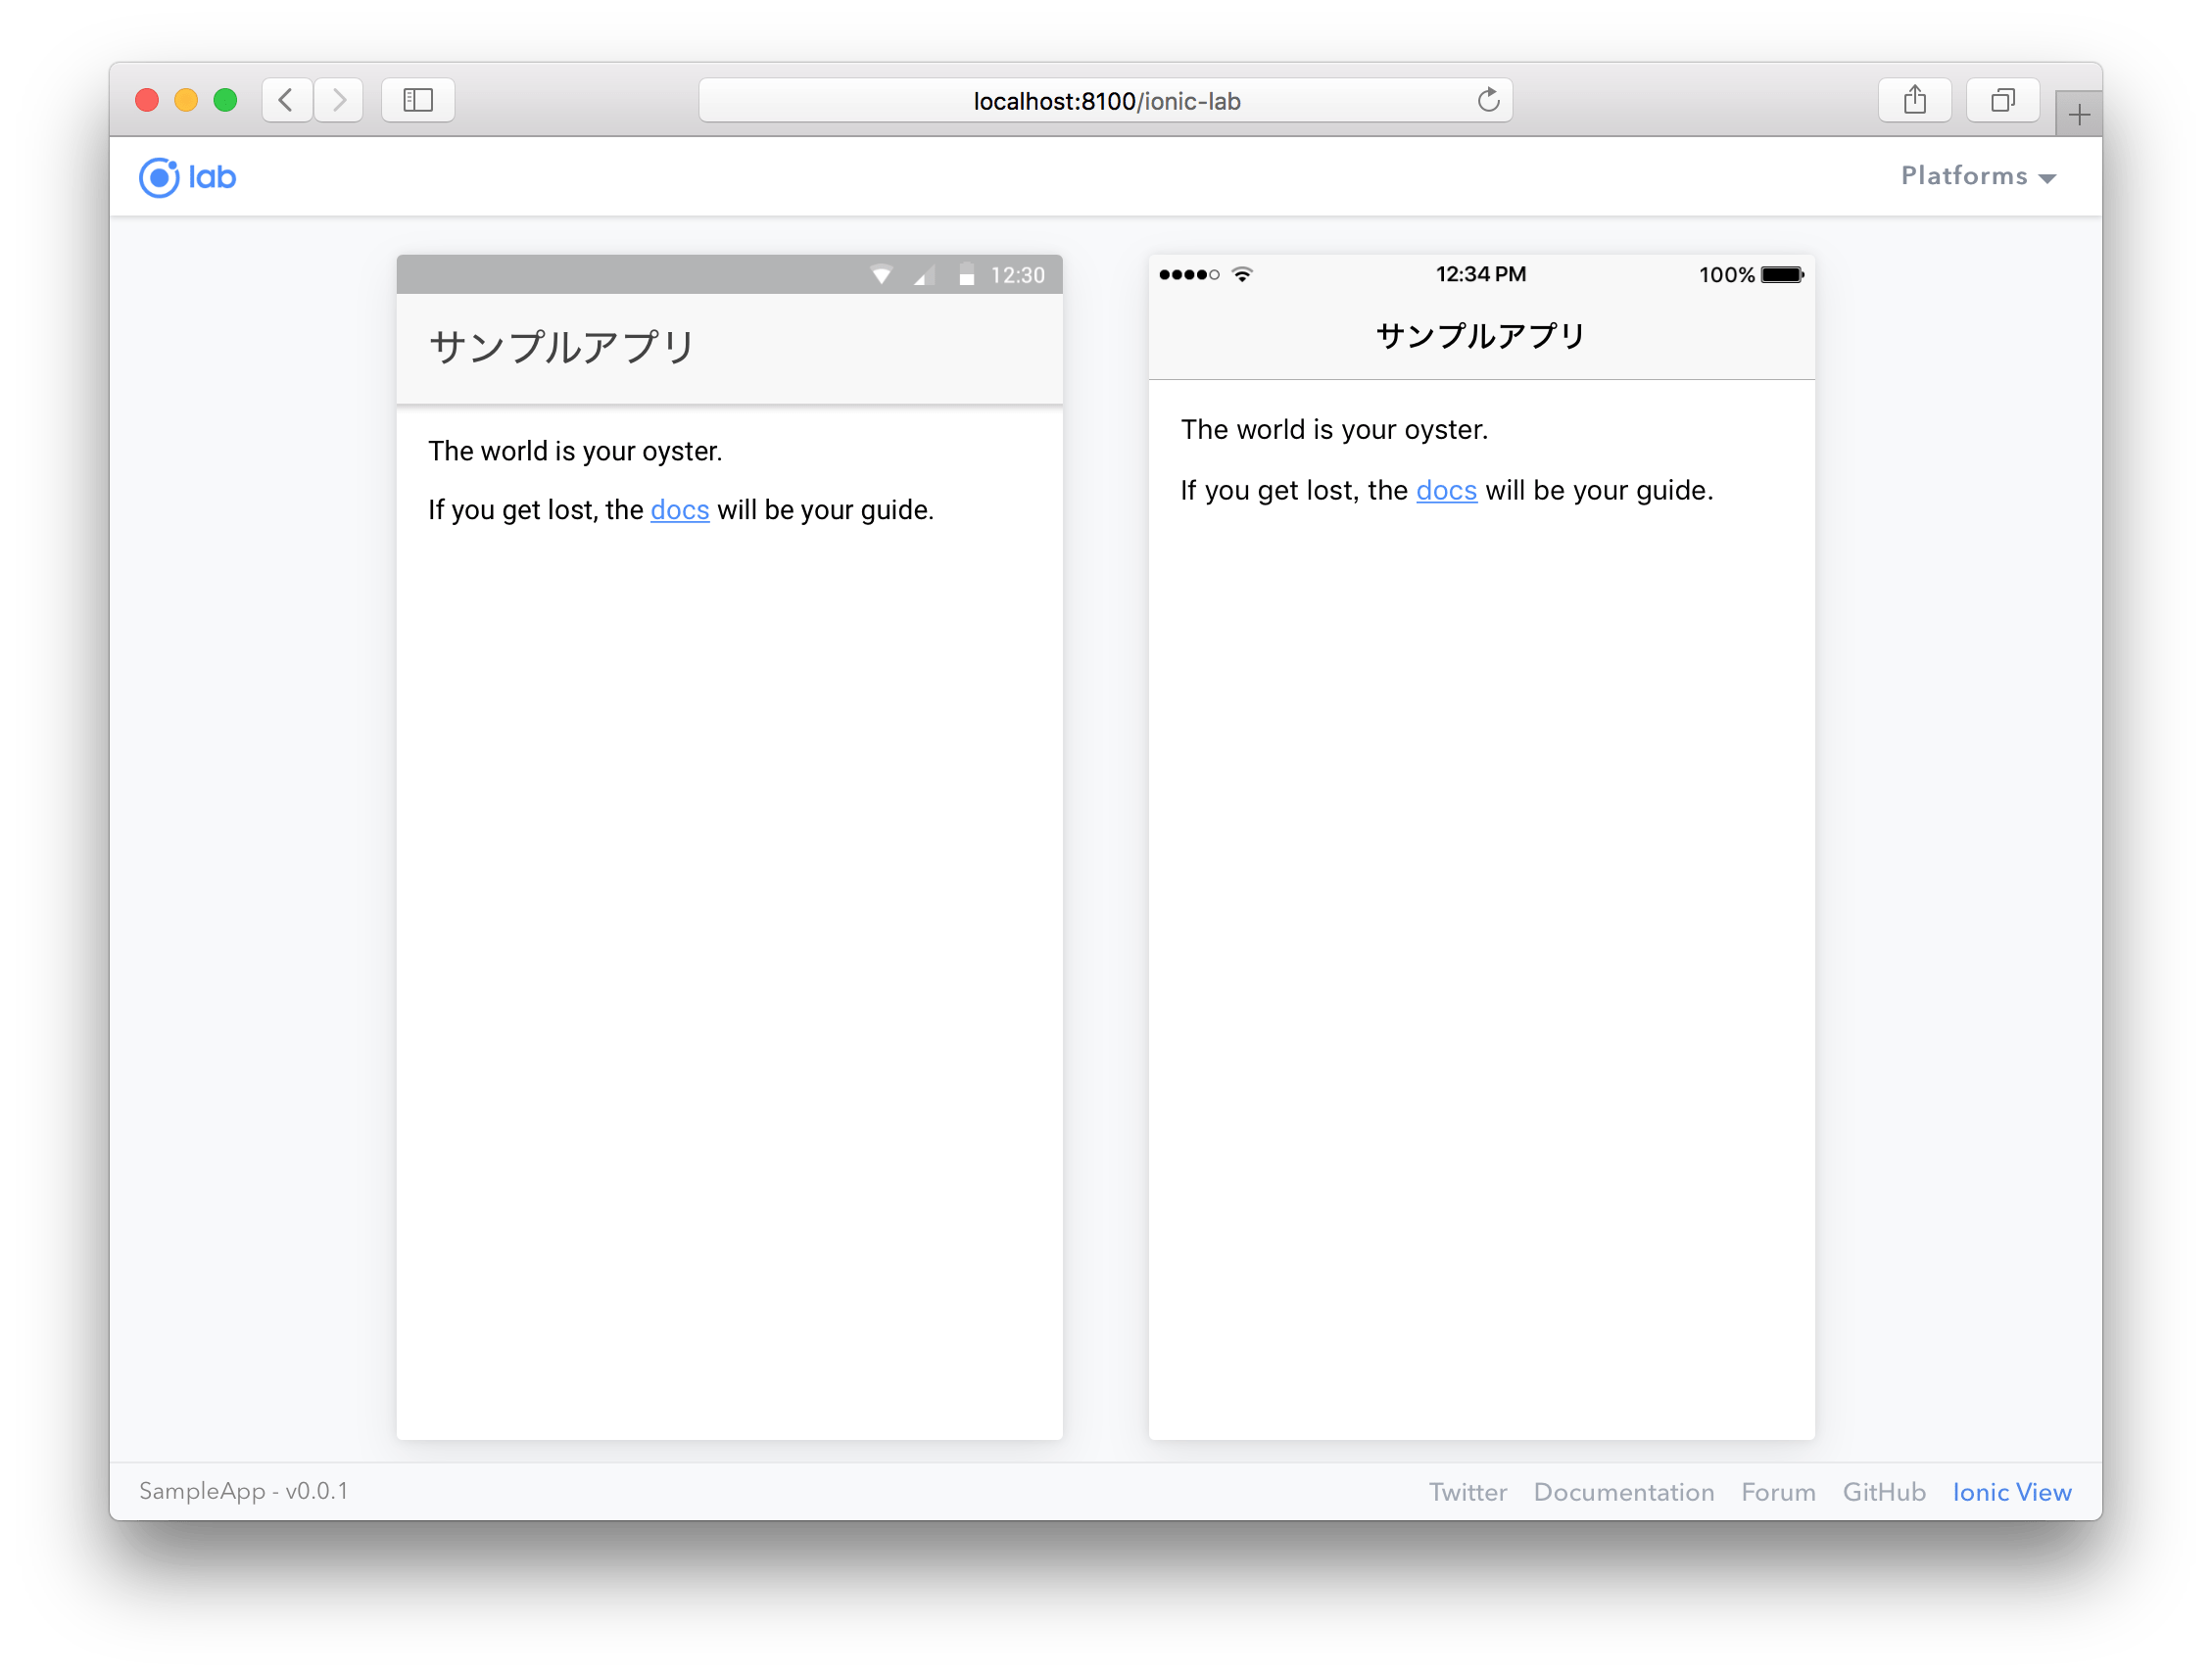 localhost:8100/ionic-lab
lab
Platforms
12:30
サンプルアプリ
The world is your oyster.
If you get lost, the docs will be your guide.
12:34 PM
100%
サンプルアプリ
The world is your oyster.
If you get lost, the docs will be your guide.
SampleApp - v0.0.1
Twitter Documentation Forum GitHub Ionic View